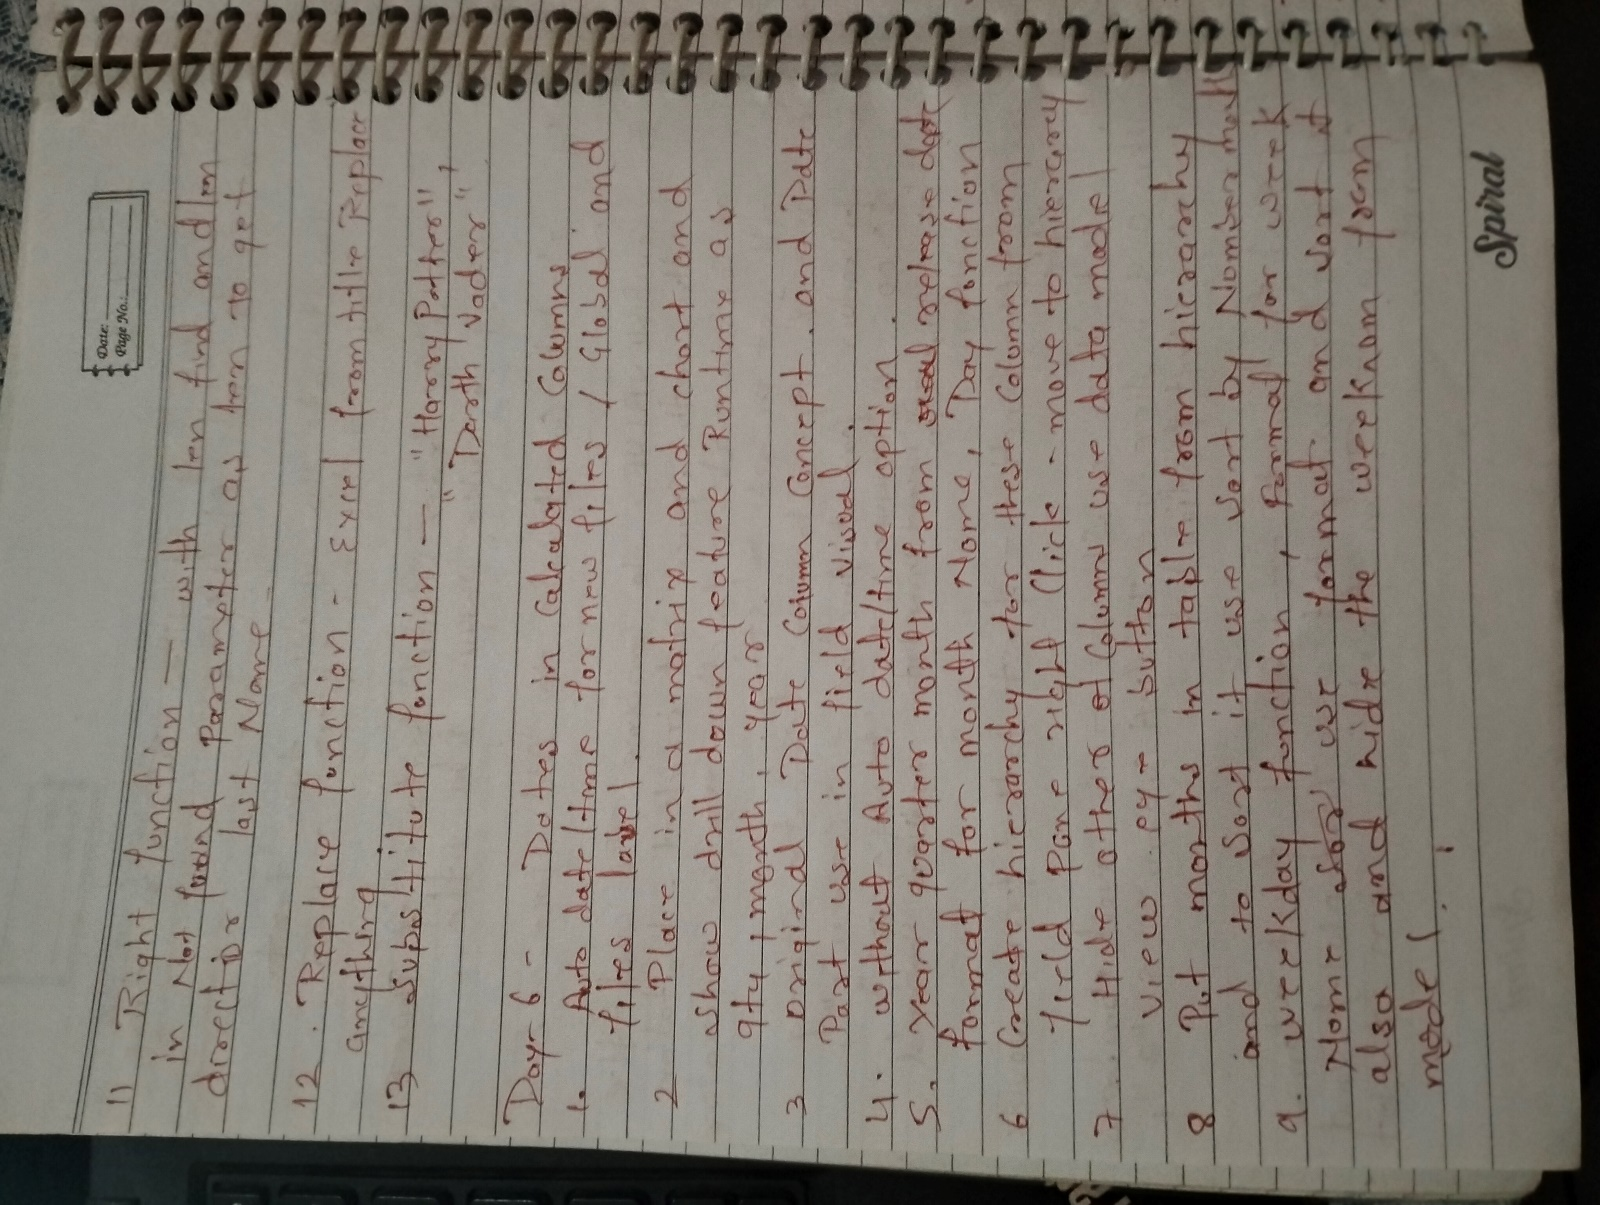 Date:
Page No.:
11 Right function — with len find and len
in Not found Parameter as len to get
director last Name
12. Replace function - Excel from title Replace
anything
13 Substitute function — "Harry Potter",
"Darth Vader"
Day-6 - Dates in Calculated Columns
1. Auto date/time for new files / Global and
files level
2 Place in a matrix and chart and
show drill down feature Runtime as
qty, month, year
3 original Date Column Concept and Date
Part use in field visual.
4. without Auto date/time option.
5. year quarter month from release date
format for month Name, Day function
6 Create hierarchy for these Column from
field Pane right Click - move to hierarchy
7. Hide other of Columns use data model
view eye button
8 Put months in table from hierarchy
and to sort it use sort by Number month
9. weekday function, format for week
Name use format and sort it
also and hide the weeknom from
model.
Spiral